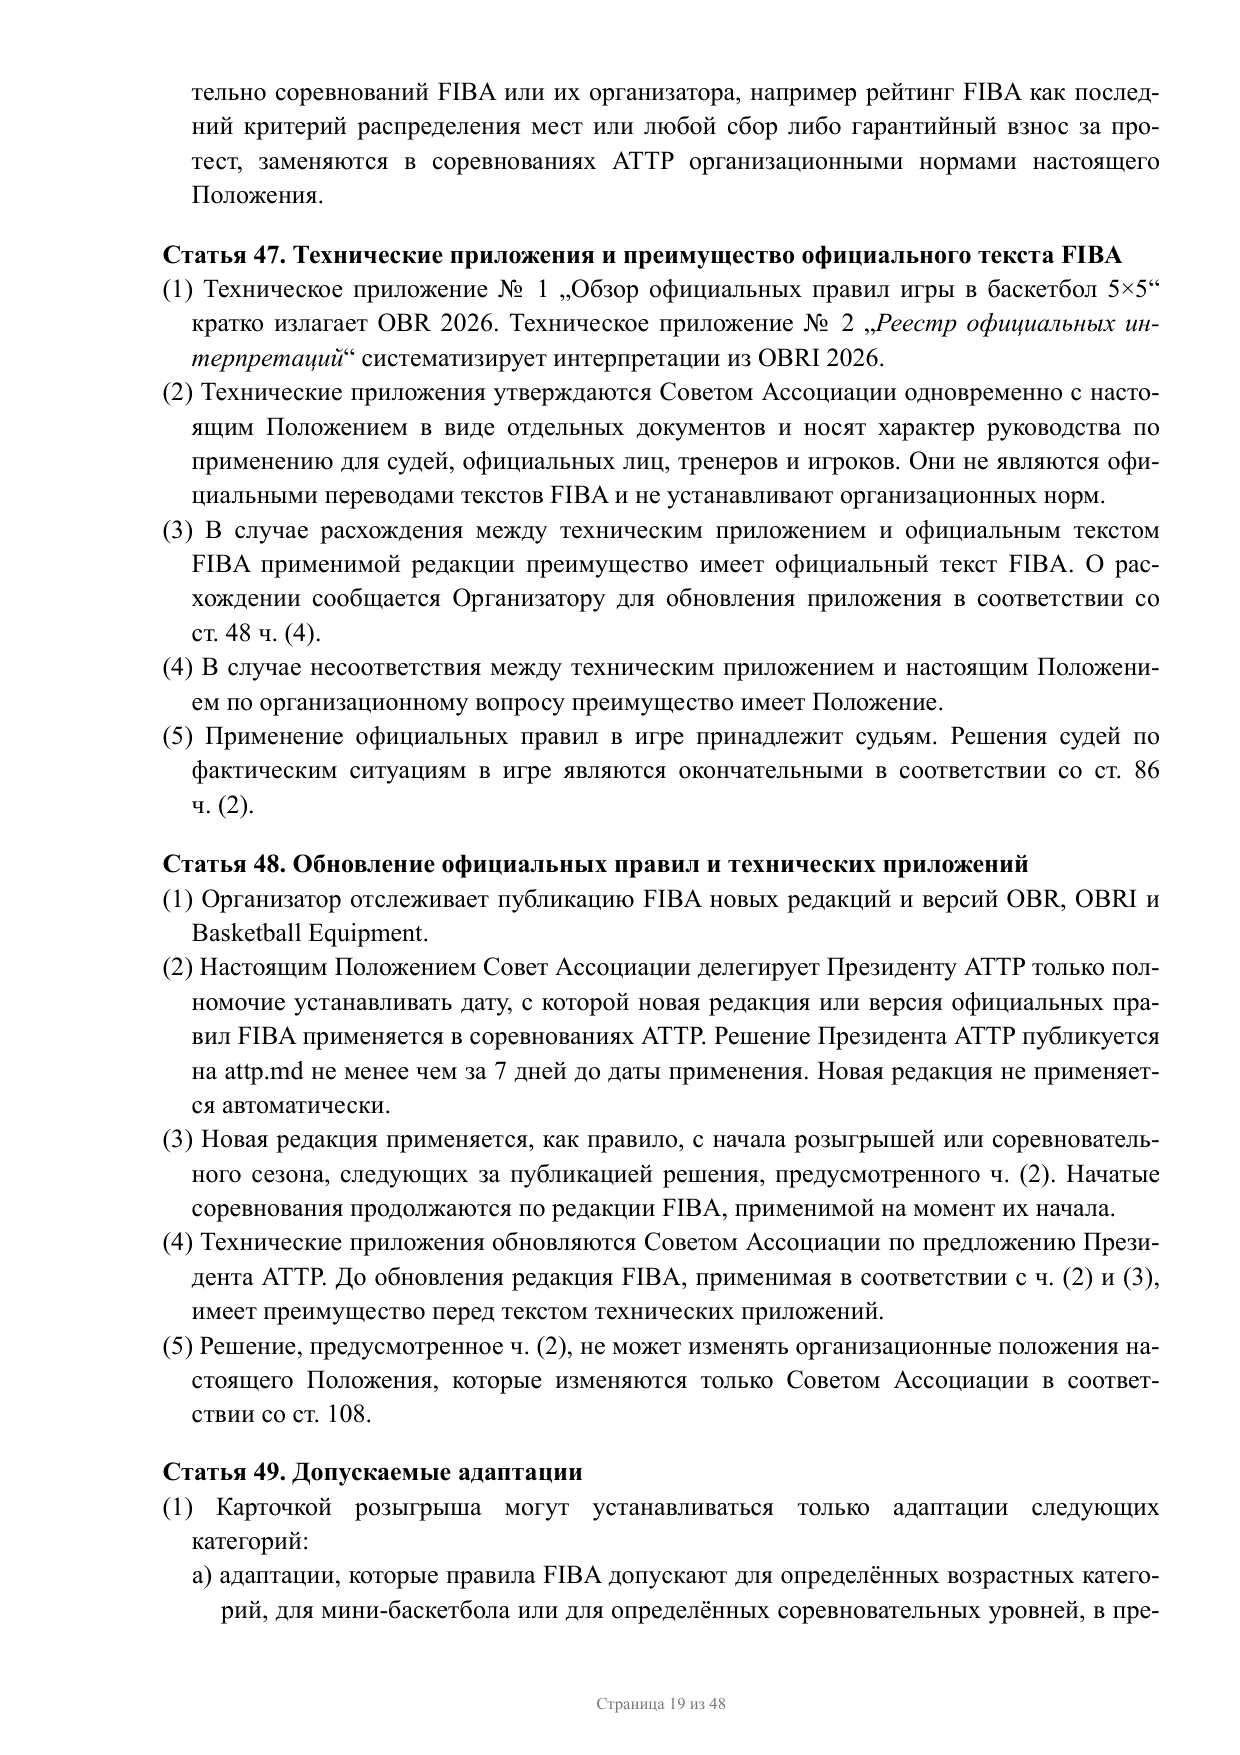 тельно соревнований FIBA или их организатора, например рейтинг FIBA как послед-
ний критерий распределения мест или любой сбор либо гарантийный взнос за про-
тест, заменяются в соревнованиях АТТР организационными нормами настоящего
Положения.
Статья 47. Технические приложения и преимущество официального текста FIBA
(1) Техническое приложение № 1 „Обзор официальных правил игры в баскетбол 5×5“
кратко излагает OBR 2026. Техническое приложение № 2 „Реестр официальных ин-
терпретаций“ систематизирует интерпретации из OBRI 2026.
(2) Технические приложения утверждаются Советом Ассоциации одновременно с насто-
ящим Положением в виде отдельных документов и носят характер руководства по
применению для судей, официальных лиц, тренеров и игроков. Они не являются офи-
циальными переводами текстов FIBA и не устанавливают организационных норм.
(3) В случае расхождения между техническим приложением и официальным текстом
FIBA применимой редакции преимущество имеет официальный текст FIBA. О рас-
хождении сообщается Организатору для обновления приложения в соответствии со
ст. 48 ч. (4).
(4) В случае несоответствия между техническим приложением и настоящим Положени-
ем по организационному вопросу преимущество имеет Положение.
(5) Применение официальных правил в игре принадлежит судьям. Решения судей по
фактическим ситуациям в игре являются окончательными в соответствии со ст. 86
ч. (2).
Статья 48. Обновление официальных правил и технических приложений
(1) Организатор отслеживает публикацию FIBA новых редакций и версий OBR, OBRI и
Basketball Equipment.
(2) Настоящим Положением Совет Ассоциации делегирует Президенту АТТР только пол-
номочие устанавливать дату, с которой новая редакция или версия официальных пра-
вил FIBA применяется в соревнованиях АТТР. Решение Президента АТТР публикуется
на attp.md не менее чем за 7 дней до даты применения. Новая редакция не применяет-
ся автоматически.
(3) Новая редакция применяется, как правило, с начала розыгрышей или соревнователь-
ного сезона, следующих за публикацией решения, предусмотренного ч. (2). Начатые
соревнования продолжаются по редакции FIBA, применимой на момент их начала.
(4) Технические приложения обновляются Советом Ассоциации по предложению Прези-
дента АТТР. До обновления редакция FIBA, применимая в соответствии с ч. (2) и (3),
имеет преимущество перед текстом технических приложений.
(5) Решение, предусмотренное ч. (2), не может изменять организационные положения на-
стоящего Положения, которые изменяются только Советом Ассоциации в соответ-
ствии со ст. 108.
Статья 49. Допускаемые адаптации
(1) Карточкой розыгрыша могут устанавливаться только адаптации следующих
категорий:
а) адаптации, которые правила FIBA допускают для определённых возрастных катего-
рий, для мини-баскетбола или для определённых соревновательных уровней, в пре-
Страница 19 из 48